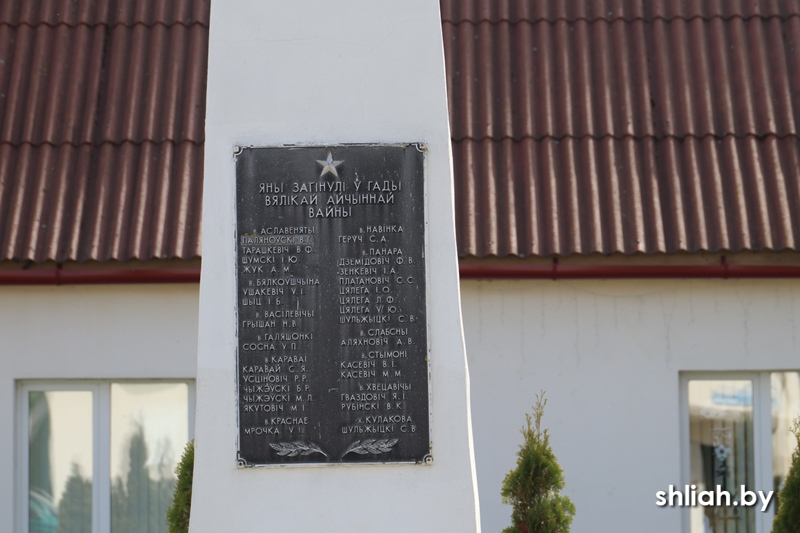 ЯНЫ ЗАГІНУЛІ Ў ГАДЫ
ВЯЛІКАЙ АЙЧЫННАЙ
ВАЙНЫ
в. АСЛАВЕНЯТЫ
ПАЛЯНОЎСКІ В.Г.
ТАРАШКЕВІЧ В.Ф.
ШУМСКІ І.Ю.
ЖУК А.М.
в. БЯЛКОЎШЧЫНА
УШАКЕВІЧ У.І.
ШЫЦ І.Б.
в. ВАСІЛЕВІЧЫ
ГРЫШАН Н.В.
в. ГАЛЯШОНКІ
СОСНА У.П.
в. КАРАВАІ
КАРАВАЙ С.Я.
УСЦІНОВІЧ Р.Р.
ЧЫЖЭЎСКІ Б.Р.
ЧЫЖЭЎСКІ М.Л.
ЯКУТОВІЧ М.І.
в. КРАСНАЕ
МРОЧКА У.І.
в. НАВІНКА
ГЕРУЧ С.А.
в. ПАНАРА
ДЗЕМІДОВІЧ Ф.В.
ЗЕНКЕВІЧ І.А.
ПЛАТАНОВІЧ С.С.
ЦЯЛЕГА І.О.
ЦЯЛЕГА Л.Ф.
ЦЯЛЕГА У.Ю.
ШУЛЬЖЫЦКІ С.В.
в. СЛАБСНЫ
АЛЯХНОВІЧ А.В.
в. СТЫМОНІ
КАСЕВІЧ В.І.
КАСЕВІЧ М.М.
в. ХВЕЦАВІЧЫ
ГВАЗДОВІЧ Я.І.
РУБІНСКІ В.К.
х. КУЛАКОВА
ШУЛЬЖЫЦКІ С.В.
shliah.by